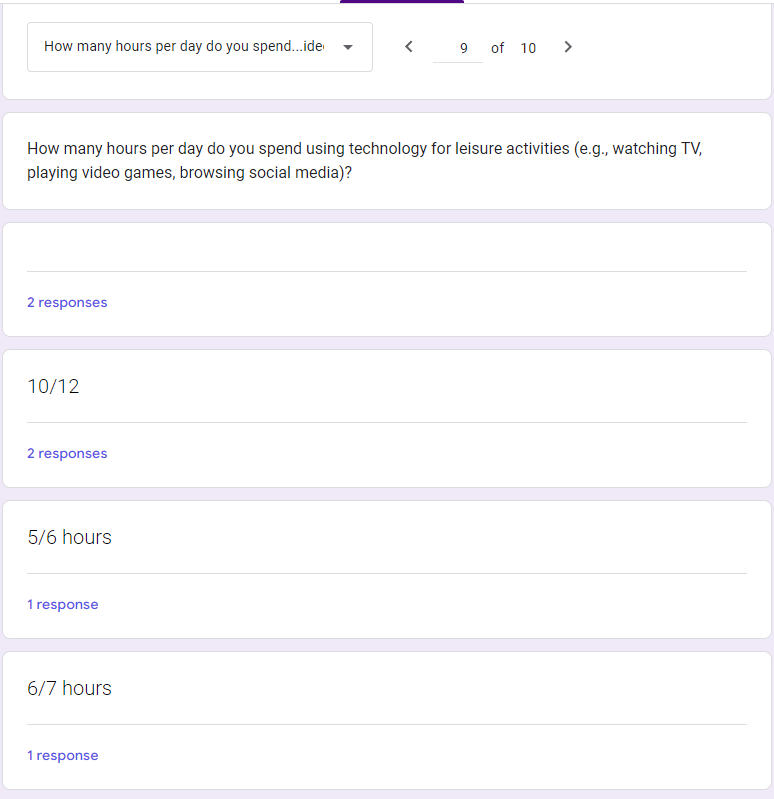 How many hours per day do you spend...ide
9 of 10
How many hours per day do you spend using technology for leisure activities (e.g., watching TV,
playing video games, browsing social media)?
2 responses
10/12
2 responses
5/6 hours
1 response
6/7 hours
1 response